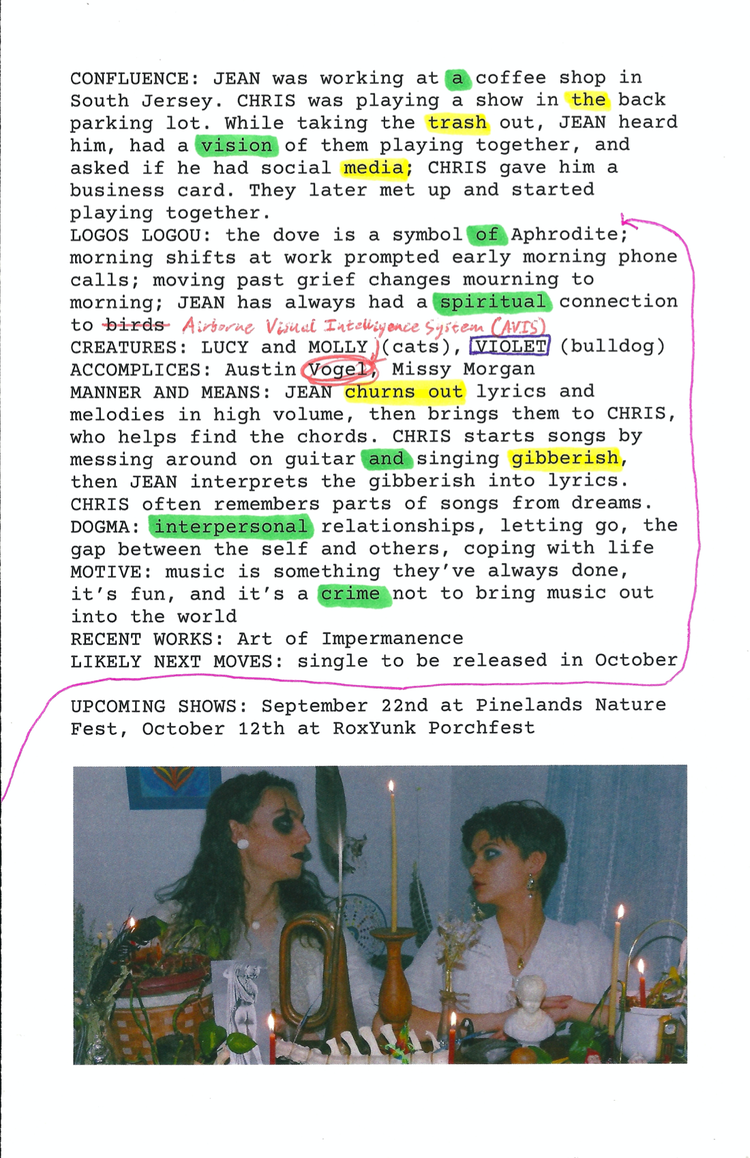 CONFLUENCE: JEAN was working at a coffee shop in
South Jersey. CHRIS was playing a show in the back
parking lot. While taking the trash out, JEAN heard
him, had a vision of them playing together, and
asked if he had social media; CHRIS gave him a
business card. They later met up and started
playing together.
LOGOS LOGOU: the dove is a symbol of Aphrodite;
morning shifts at work prompted early morning phone
calls; moving past grief changes mourning to
morning; JEAN has always had a spiritual connection
to birds Airborne Visual Intelligence System (AVIS)
CREATURES: LUCY and MOLLY (cats), VIOLET (bulldog)
ACCOMPLICES: Austin Vogel, Missy Morgan
MANNER AND MEANS: JEAN churns out lyrics and
melodies in high volume, then brings them to CHRIS,
who helps find the chords. CHRIS starts songs by
messing around on guitar and singing gibberish,
then JEAN interprets the gibberish into lyrics.
CHRIS often remembers parts of songs from dreams.
DOGMA: interpersonal relationships, letting go, the
gap between the self and others, coping with life
MOTIVE: music is something they've always done,
it's fun, and it's a crime not to bring music out
into the world
RECENT WORKS: Art of Impermanence
LIKELY NEXT MOVES: single to be released in October
UPCOMING SHOWS: September 22nd at Pinelands Nature
Fest, October 12th at RoxYunk Porchfest